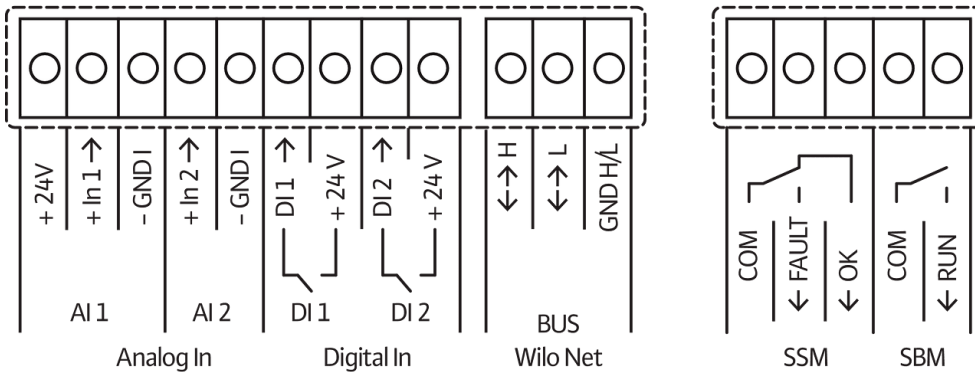 + 24V
+ In 1 →
- GND I
+ In 2 →
- GND I
DI 1 →
+ 24 V
DI 2 →
+ 24 V
↔ H
↔ L
GND H/L
COM
← FAULT
← OK
COM
← RUN
AI 1
AI 2
DI 1
DI 2
BUS
Analog In
Digital In
Wilo Net
SSM
SBM